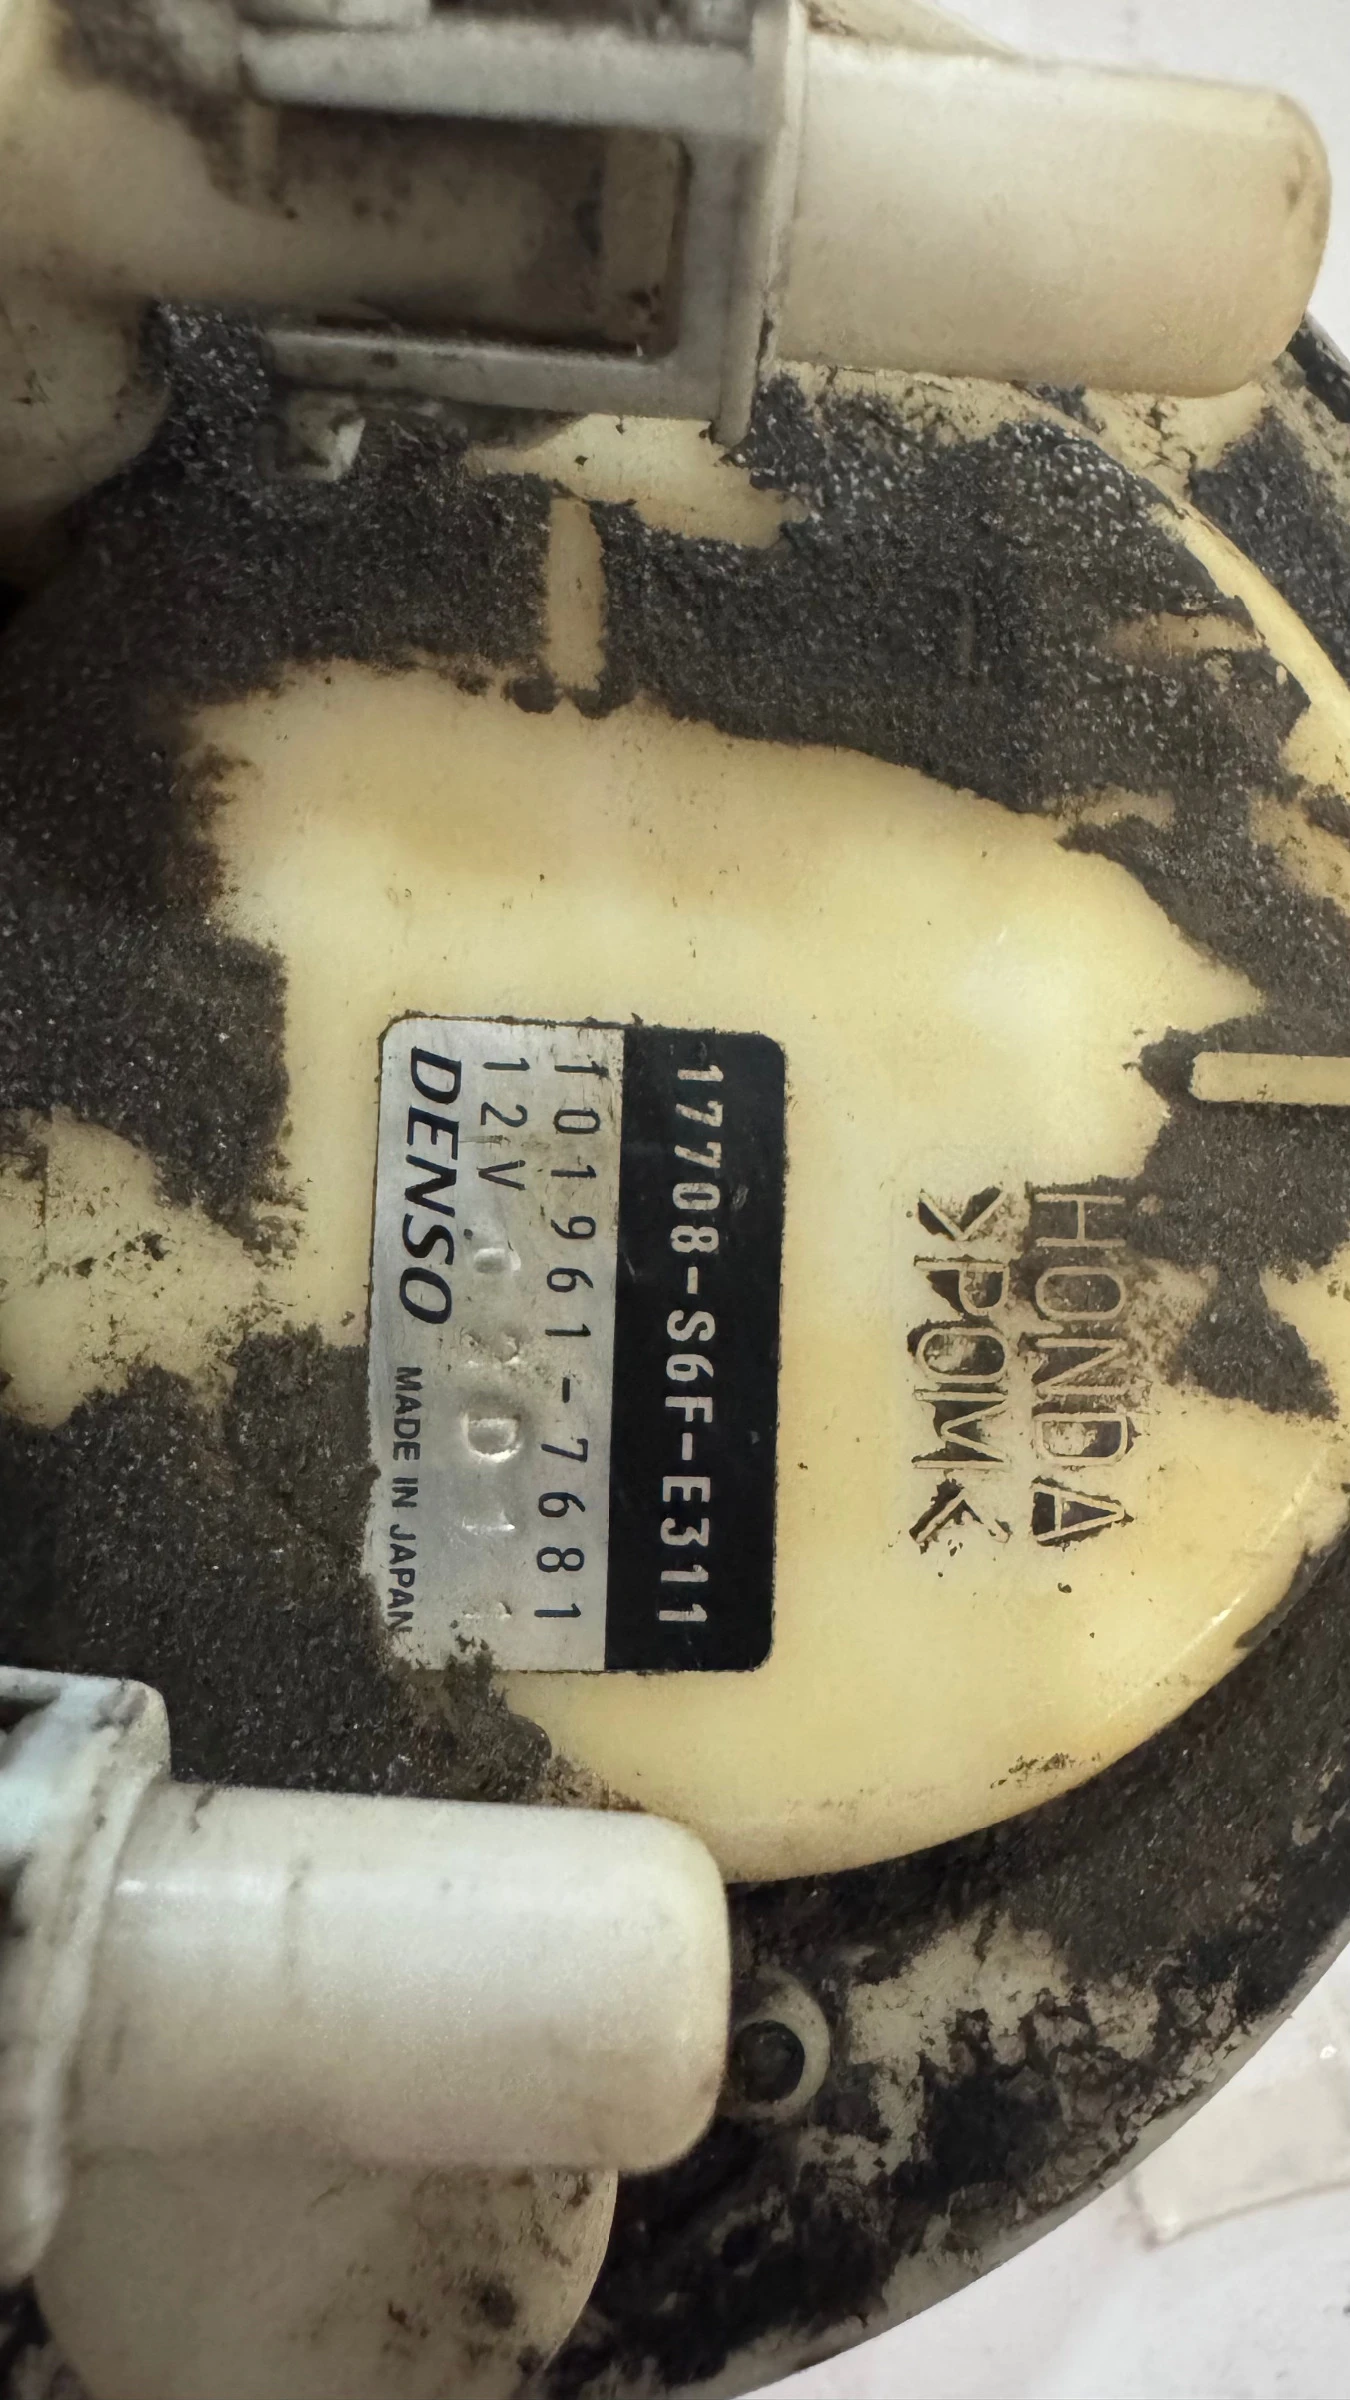 HONDA
>POM<
17708-S6F-E311
101961-7681
12V
DENSO MADE IN JAPAN